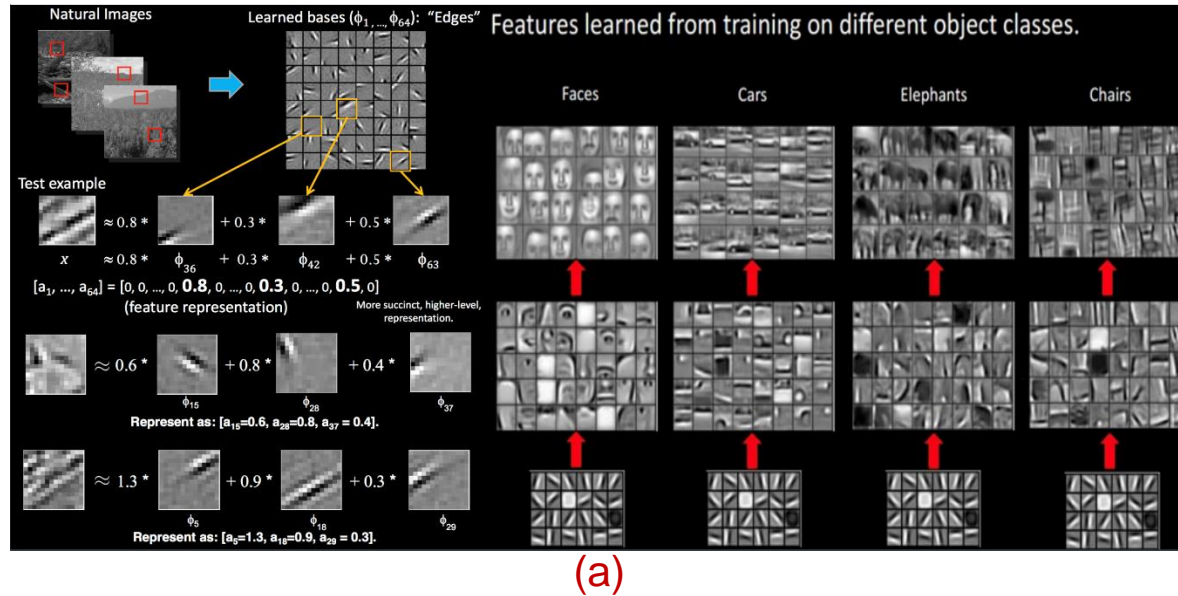 Natural Images
Learned bases (ϕ1 , ..., ϕ64): "Edges"
Test example
≈ 0.8 * + 0.3 * + 0.5 *
x ≈ 0.8 * ϕ36 + 0.3 * ϕ42 + 0.5 * ϕ63
[a1, ..., a64] = [0, 0, ..., 0, 0.8, 0, ..., 0, 0.3, 0, ..., 0, 0.5, 0]
(feature representation)
More succinct, higher-level,
representation.
≈ 0.6 * + 0.8 * + 0.4 *
ϕ15 ϕ28 ϕ37
Represent as: [a15=0.6, a28=0.8, a37 = 0.4].
≈ 1.3 * + 0.9 * + 0.3 *
ϕ5 ϕ18 ϕ29
Represent as: [a5=1.3, a18=0.9, a29 = 0.3].
Features learned from training on different object classes.
Faces Cars Elephants Chairs
(a)